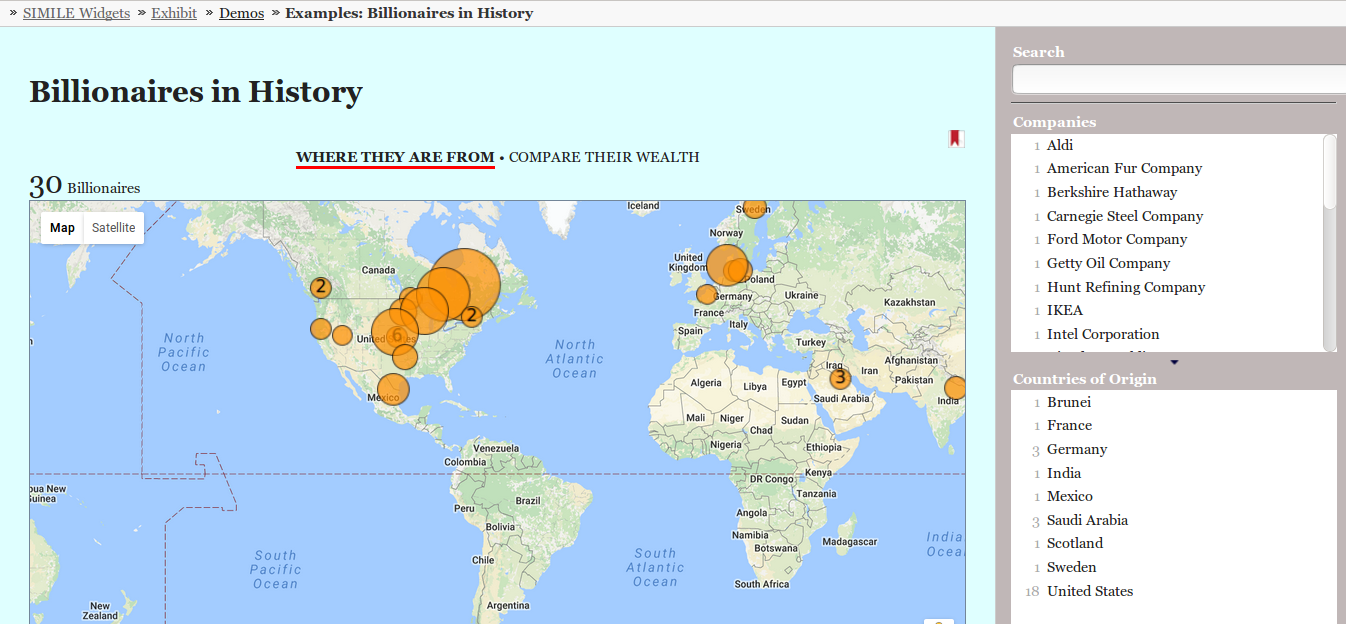 » SIMILE Widgets » Exhibit » Demos » Examples: Billionaires in History
Billionaires in History
WHERE THEY ARE FROM • COMPARE THEIR WEALTH
30 Billionaires
Map Satellite
Iceland
Sweden
Norway
Canada
United Kingdom
Poland
Germany
Ukraine
Kazakhstan
France
2
2
6
Spain
Italy
Turkey
North Pacific Ocean
North Atlantic Ocean
Mexico
Algeria
Libya
Egypt
Iraq
Iran
Afghanistan
Pakistan
3
Saudi Arabia
India
Mali
Niger
Sudan
Chad
Nigeria
Ethiopia
Venezuela
Colombia
DR Congo
Kenya
Tanzania
Peru
Brazil
Bolivia
Angola
Namibia
Botswana
Madagascar
Chile
South Africa
Argentina
South Pacific Ocean
South Atlantic Ocean
New Zealand
Search
Companies
1 Aldi
1 American Fur Company
1 Berkshire Hathaway
1 Carnegie Steel Company
1 Ford Motor Company
1 Getty Oil Company
1 Hunt Refining Company
1 IKEA
1 Intel Corporation
Countries of Origin
1 Brunei
1 France
3 Germany
1 India
1 Mexico
3 Saudi Arabia
1 Scotland
1 Sweden
18 United States